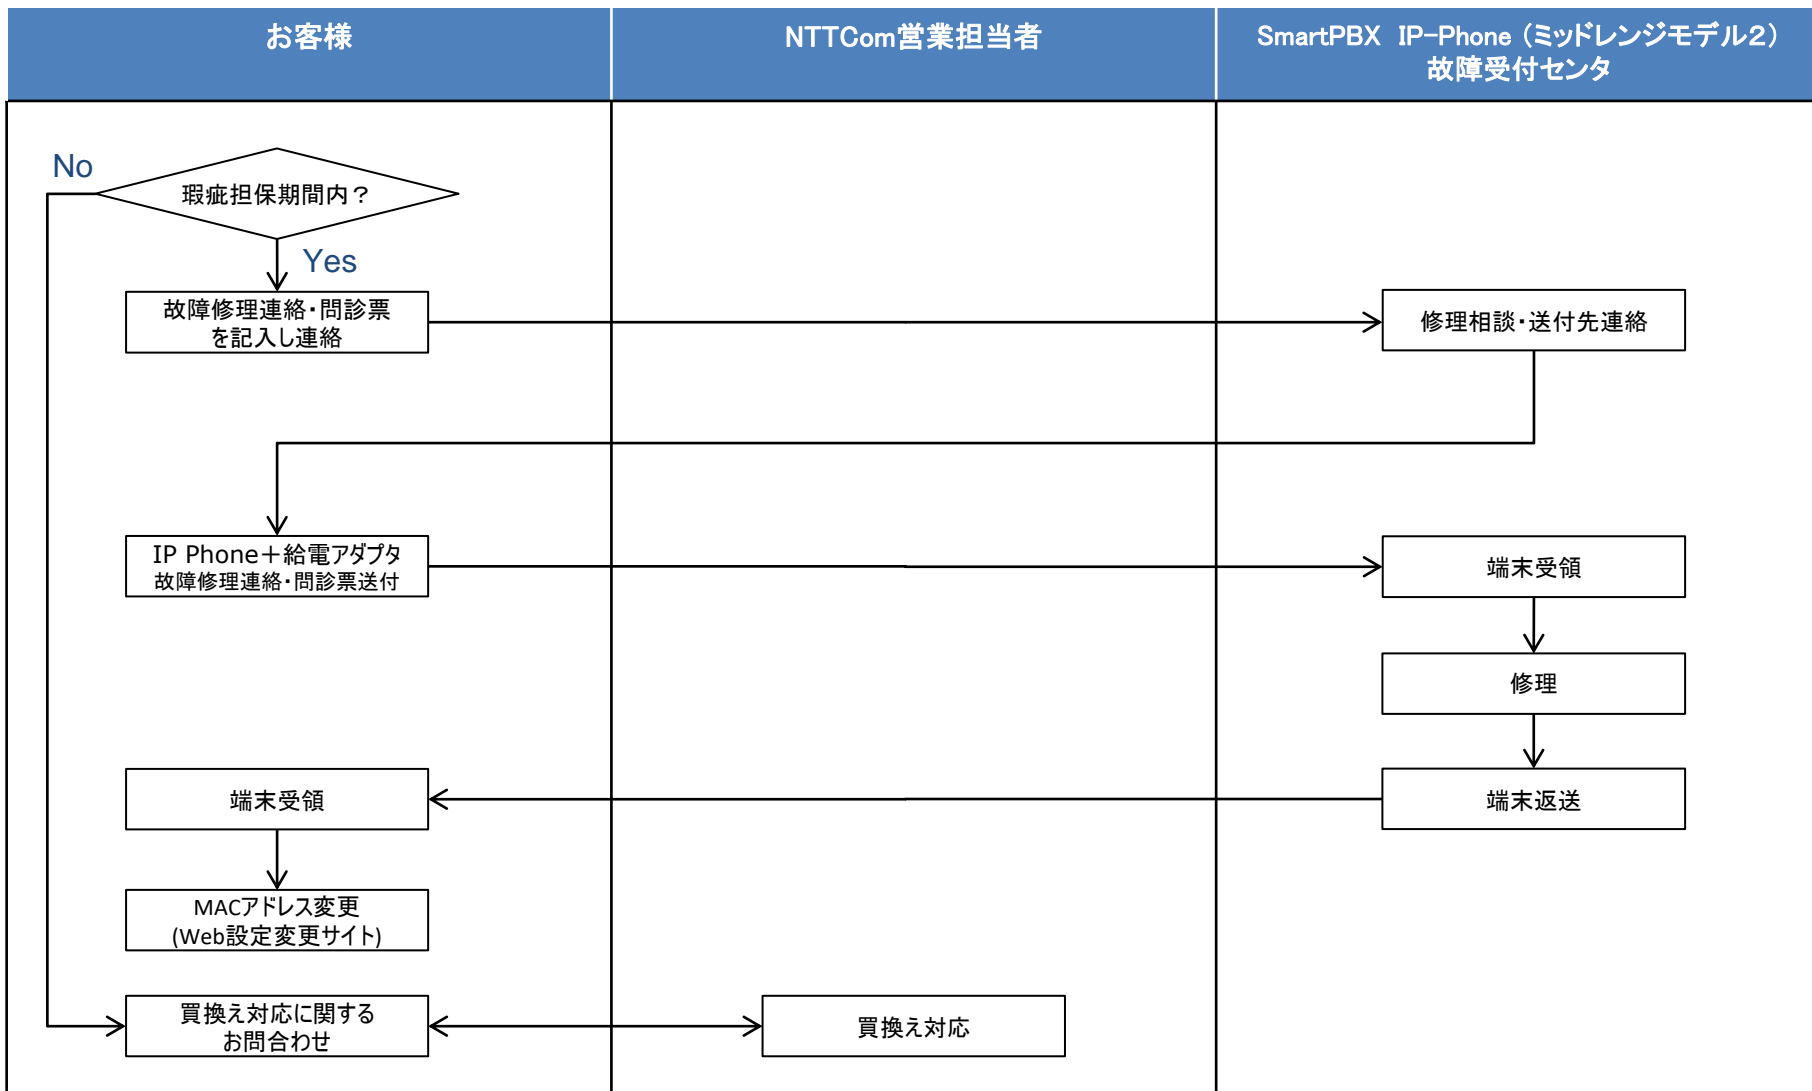 お客様
NTTCom営業担当者
SmartPBX　IP-Phone（ミッドレンジモデル２）
故障受付センタ
No
瑕疵担保期間内？
Yes
故障修理連絡・問診票
を記入し連絡
修理相談・送付先連絡
IP Phone＋給電アダプタ
故障修理連絡・問診票送付
端末受領
修理
端末受領
端末返送
MACアドレス変更
(Web設定変更サイト)
買換え対応に関する
お問合わせ
買換え対応